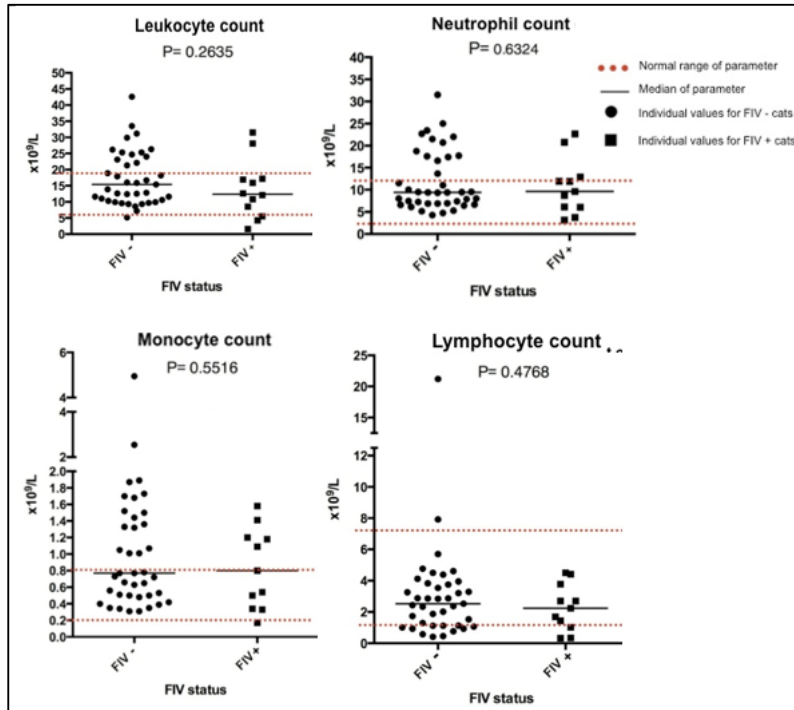 Leukocyte count
P= 0.2635
50
45
40
35
30
25
20
15
10
5
0
x10⁹/L
FIV -
FIV +
FIV status
Neutrophil count
P= 0.6324
40
35
30
25
20
15
10
5
0
x10⁹/L
FIV -
FIV +
FIV status
Normal range of parameter
Median of parameter
Individual values for FIV - cats
Individual values for FIV + cats
Monocyte count
P= 0.5516
6
4
4
2
2.0
1.8
1.6
1.4
1.2
1.0
0.8
0.6
0.4
0.2
0.0
x10⁹/L
FIV -
FIV+
FIV status
Lymphocyte count
P= 0.4768
25
20
15
12
10
8
6
4
2
0
x10⁹/L
FIV -
FIV +
FIV status